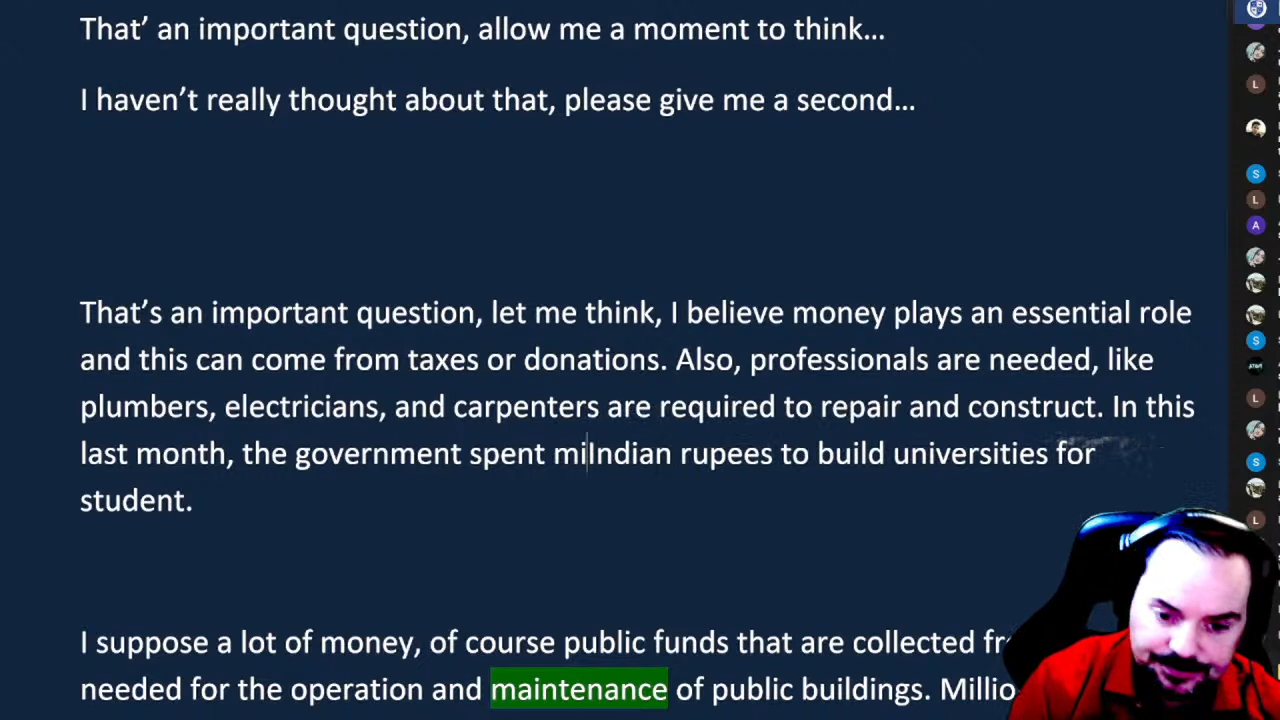 That’ an important question, allow me a moment to think…
I haven’t really thought about that, please give me a second…
That’s an important question, let me think, I believe money plays an essential role
and this can come from taxes or donations. Also, professionals are needed, like
plumbers, electricians, and carpenters are required to repair and construct. In this
last month, the government spent miIndian rupees to build universities for
student.
I suppose a lot of money, of course public funds that are collected
needed for the operation and maintenance of public buildings.
L
S
L
A
S
L
S
L